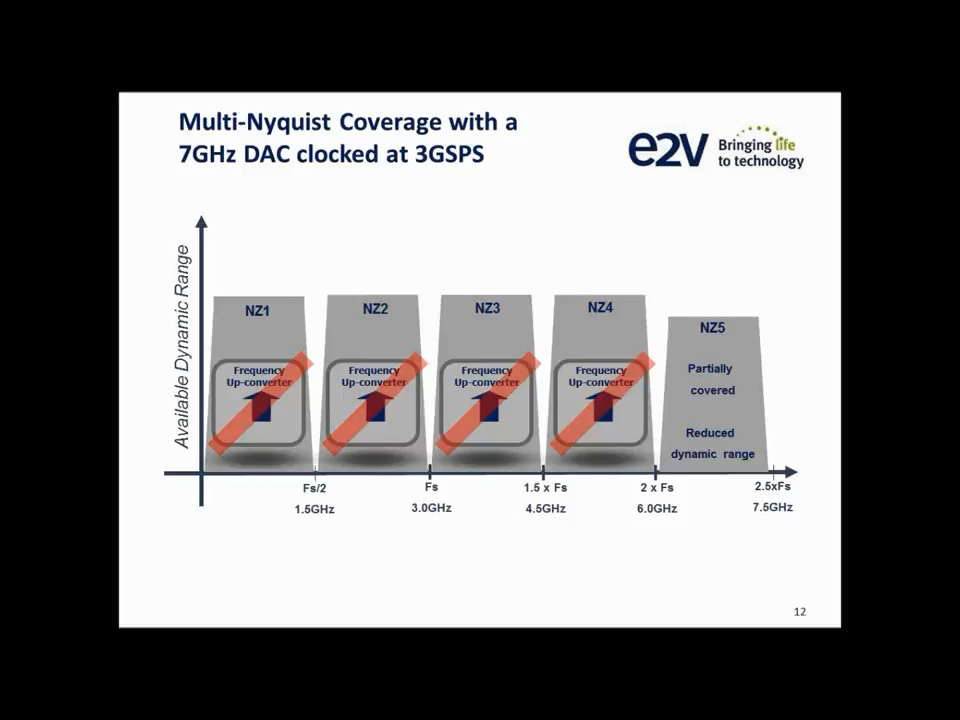 Multi-Nyquist Coverage with a
7GHz DAC clocked at 3GSPS
e2v
Bringing life
to technology
Available Dynamic Range
NZ1
NZ2
NZ3
NZ4
NZ5
Frequency
Up-converter
Frequency
Up-converter
Frequency
Up-converter
Frequency
Up-converter
Partially
covered
Reduced
dynamic range
Fs/2
1.5GHz
Fs
3.0GHz
1.5 x Fs
4.5GHz
2 x Fs
6.0GHz
2.5xFs
7.5GHz
12